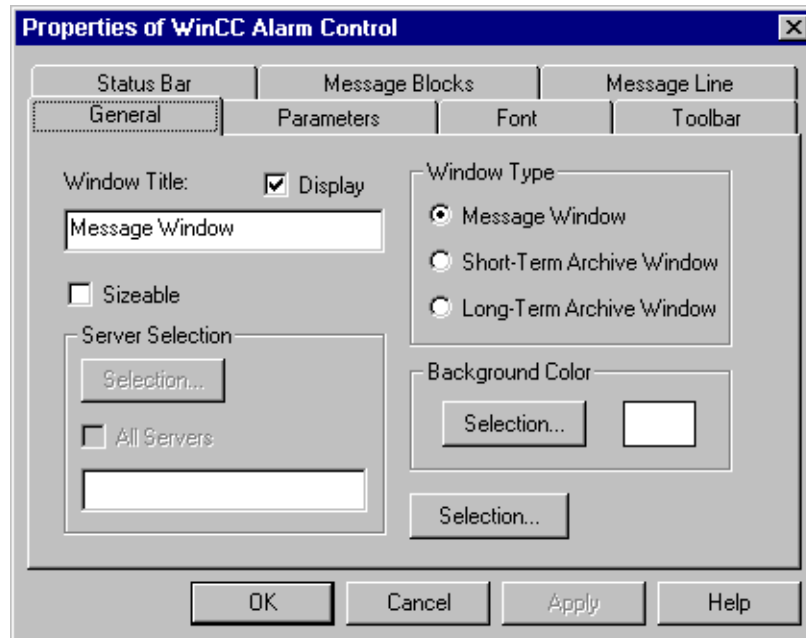 Properties of WinCC Alarm Control
Status Bar Message Blocks Message Line
General Parameters Font Toolbar
Window Title: Display
Message Window
Sizeable
Server Selection
Selection...
All Servers
Window Type
Message Window
Short-Term Archive Window
Long-Term Archive Window
Background Color
Selection...
Selection...
OK Cancel Apply Help